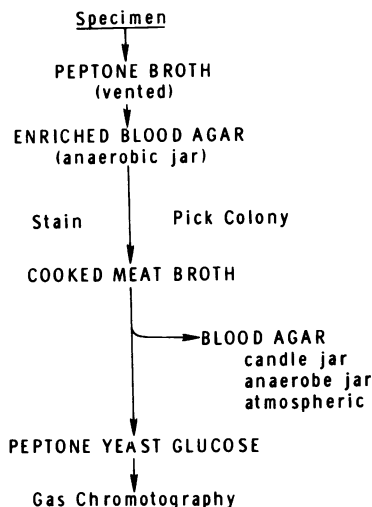 Specimen
PEPTONE BROTH
(vented)
ENRICHED BLOOD AGAR
(anaerobic jar)
Stain Pick Colony
COOKED MEAT BROTH
BLOOD AGAR
candle jar
anaerobe jar
atmospheric
PEPTONE YEAST GLUCOSE
Gas Chromotography